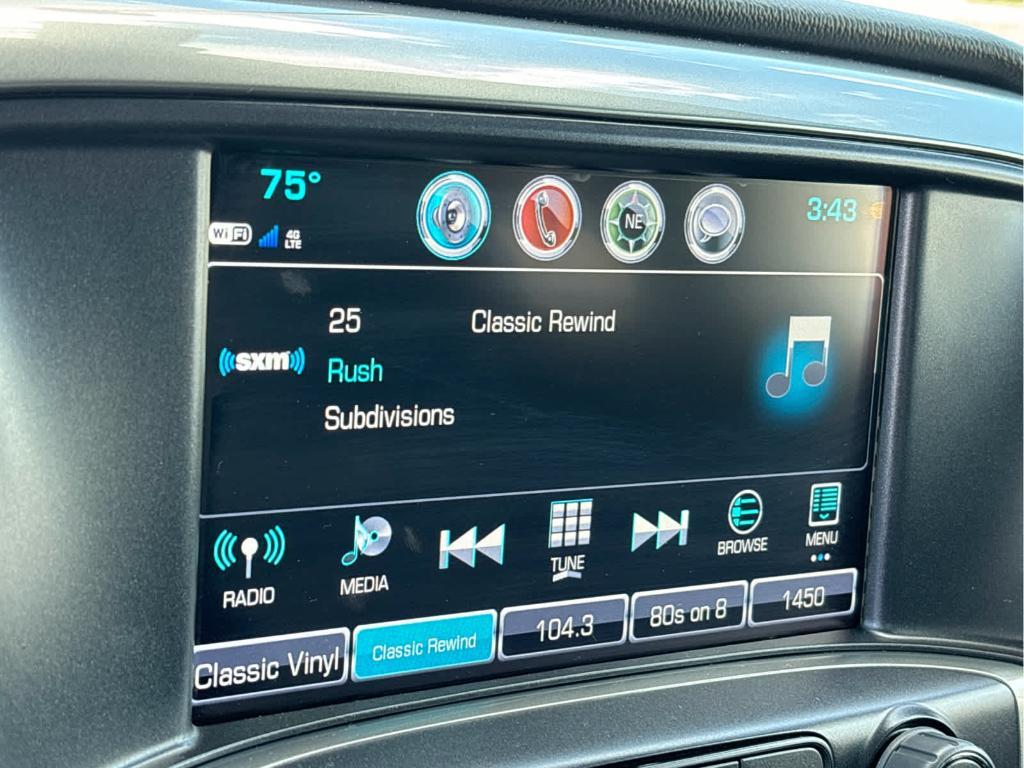 75°
WiFi 4G LTE
NE
3:43
25 Classic Rewind
((sxm))
Rush
Subdivisions
RADIO MEDIA TUNE BROWSE MENU
Classic Vinyl Classic Rewind 104.3 80s on 8 1450